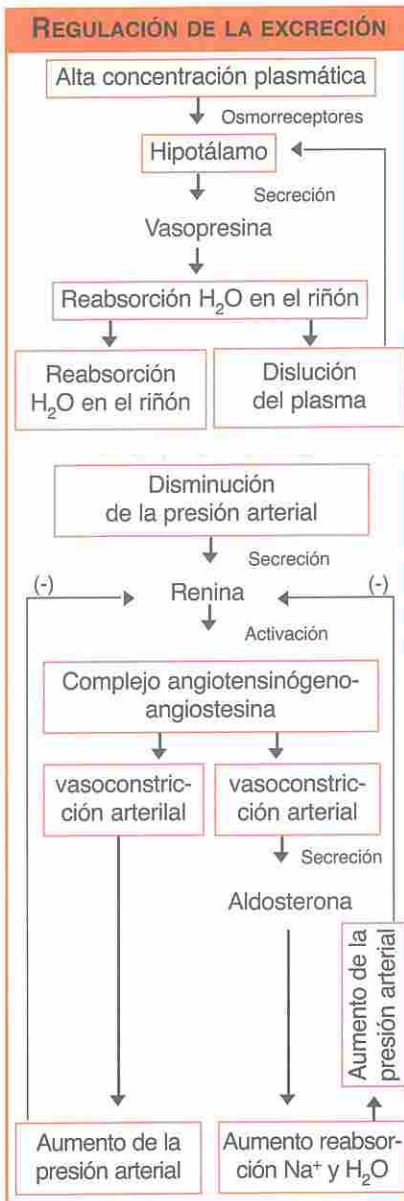 REGULACIÓN DE LA EXCRECIÓN
Alta concentración plasmática
Osmorreceptores
Hipotálamo
Secreción
Vasopresina
Reabsorción H₂O en el riñón
Reabsorción
H₂O en el riñón
Dislución
del plasma
Disminución
de la presión arterial
Secreción
(-)
Renina
(-)
Activación
Complejo angiotensinógeno-
angiostesina
vasoconstric-
ción arterilal
vasoconstric-
ción arterial
Secreción
Aldosterona
Aumento de la
presión arterial
Aumento de la
presión arterial
Aumento reabsor-
ción Na⁺ y H₂O